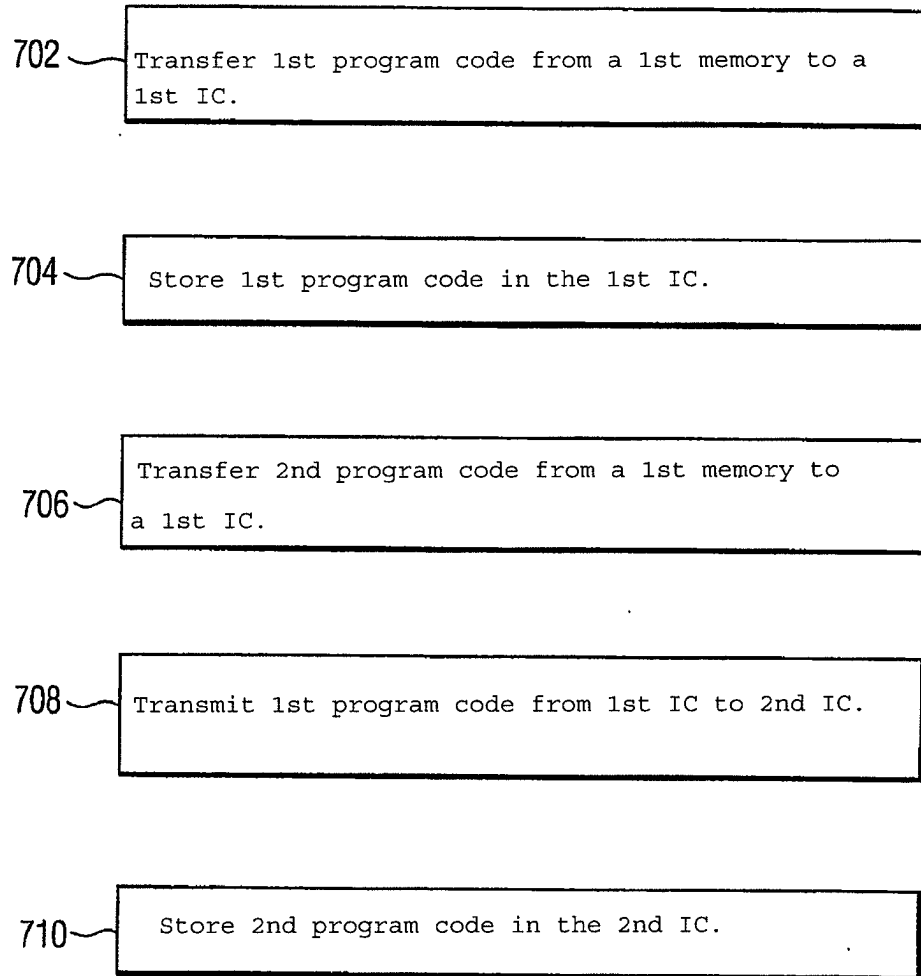 702
Transfer 1st program code from a 1st memory to a
1st IC.
704
Store 1st program code in the 1st IC.
706
Transfer 2nd program code from a 1st memory to
a 1st IC.
708
Transmit 1st program code from 1st IC to 2nd IC.
710
Store 2nd program code in the 2nd IC.